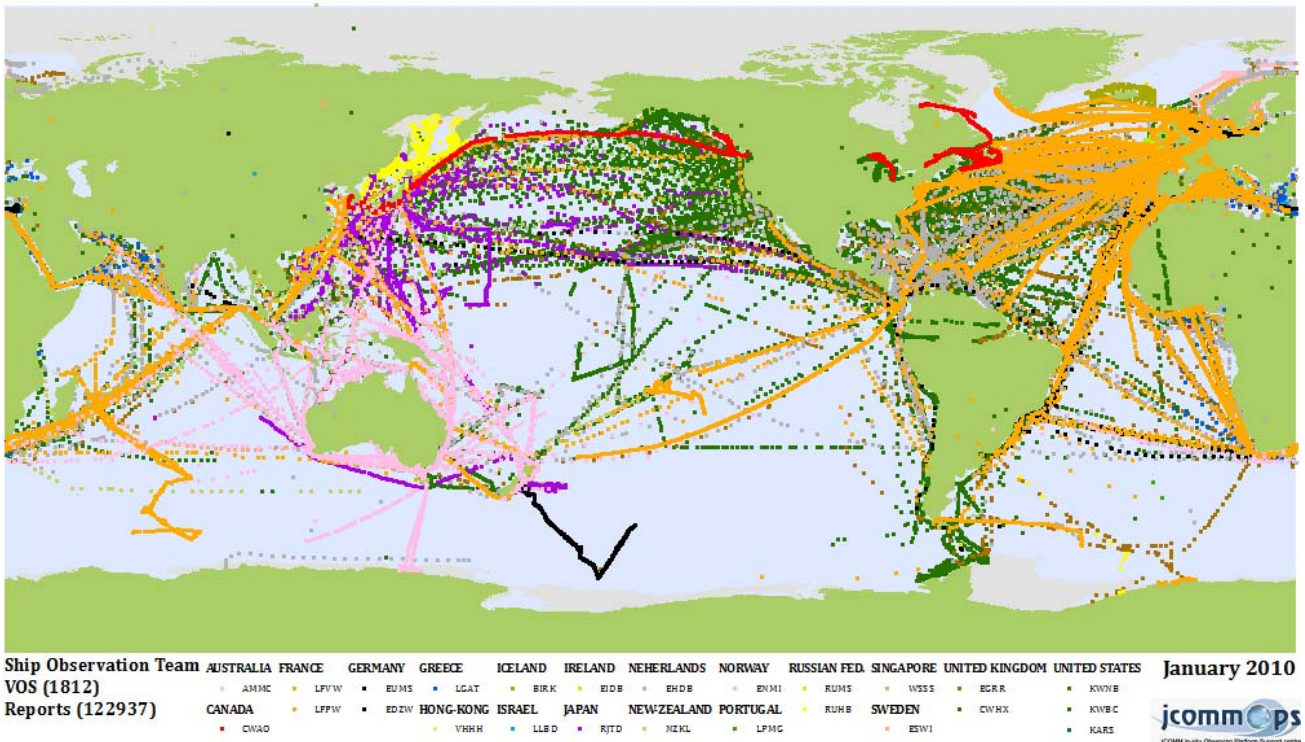 Ship Observation Team
VOS (1812)
Reports (122937)
AUSTRALIA FRANCE GERMANY GREECE ICELAND IRELAND NEHERLANDS NORWAY RUSSIAN FED. SINGAPORE UNITED KINGDOM UNITED STATES
AMMC LFVW EUMS LGAT BIRK EIDB EHDB ENMI RUMS WSSS EGRR KWNB
CANADA LFPW EDZW HONG-KONG ISRAEL JAPAN NEW-ZEALAND PORTUGAL RUHB SWEDEN CWHX KWBC
CWAO VHHH LLBD RJTD NZKL LPMG ESWI KARS
January 2010
jcommops